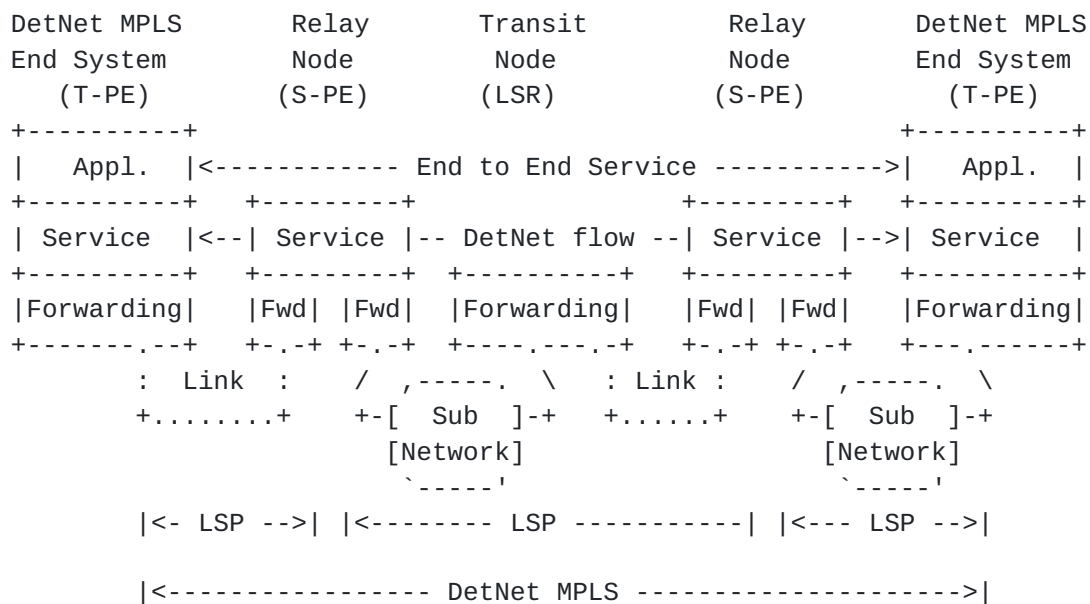 DetNet MPLS       Relay          Transit          Relay        DetNet MPLS
End System        Node            Node            Node         End System
   (T-PE)        (S-PE)          (LSR)           (S-PE)          (T-PE)
+----------+                                                  +----------+
|   Appl.  |<------------ End to End Service ----------->|   Appl.  |
+----------+   +---------+                 +---------+   +----------+
| Service  |<--| Service |-- DetNet flow --| Service |-->| Service  |
+----------+   +---------+  +----------+   +---------+   +----------+
|Forwarding|   |Fwd| |Fwd|  |Forwarding|   |Fwd| |Fwd|   |Forwarding|
+-------.--+   +-.-+ +-.-+  +----.---.-+   +-.-+ +-.-+   +---.------+
        :  Link  :    /  ,-----.  \   : Link :    /  ,-----.  \
        +........+    +-[  Sub  ]-+   +......+    +-[  Sub  ]-+
                        [Network]                   [Network]
                         `-----'                     `-----'
        |<- LSP -->| |<-------- LSP -----------| |<--- LSP -->|
        |<----------------- DetNet MPLS --------------------->|